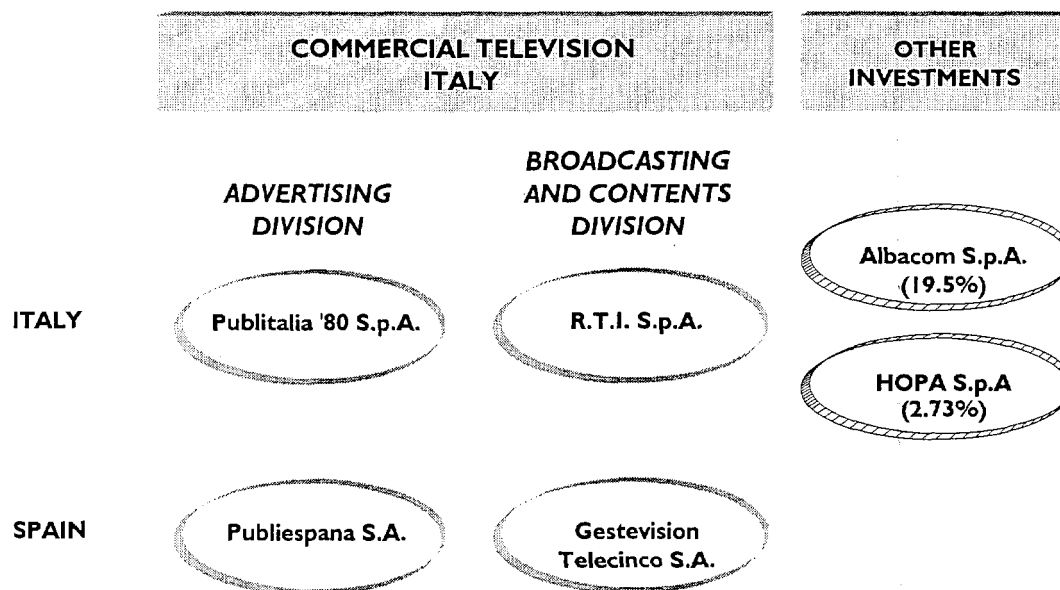 COMMERCIAL TELEVISION
ITALY
OTHER
INVESTMENTS
ADVERTISING
DIVISION
BROADCASTING
AND CONTENTS
DIVISION
ITALY
Publitalia '80 S.p.A.
R.T.I. S.p.A.
Albacom S.p.A.
(19.5%)
HOPA S.p.A
(2.73%)
SPAIN
Publiespana S.A.
Gestevision
Telecinco S.A.